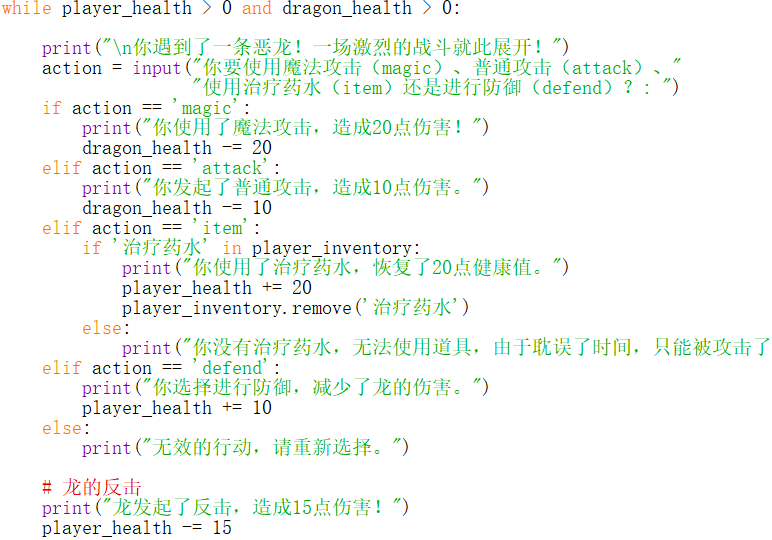 while player_health > 0 and dragon_health > 0:
print("\n你遇到了一条恶龙！一场激烈的战斗就此展开！")
action = input("你要使用魔法攻击（magic）、普通攻击（attack）、"
"使用治疗药水（item）还是进行防御（defend）？: ")
if action == 'magic':
print("你使用了魔法攻击，造成20点伤害！")
dragon_health -= 20
elif action == 'attack':
print("你发起了普通攻击，造成10点伤害。")
dragon_health -= 10
elif action == 'item':
if '治疗药水' in player_inventory:
print("你使用了治疗药水，恢复了20点健康值。")
player_health += 20
player_inventory.remove('治疗药水')
else:
print("你没有治疗药水，无法使用道具，由于耽误了时间，只能被攻击了
elif action == 'defend':
print("你选择进行防御，减少了龙的伤害。")
player_health += 10
else:
print("无效的行动，请重新选择。")
# 龙的反击
print("龙发起了反击，造成15点伤害！")
player_health -= 15